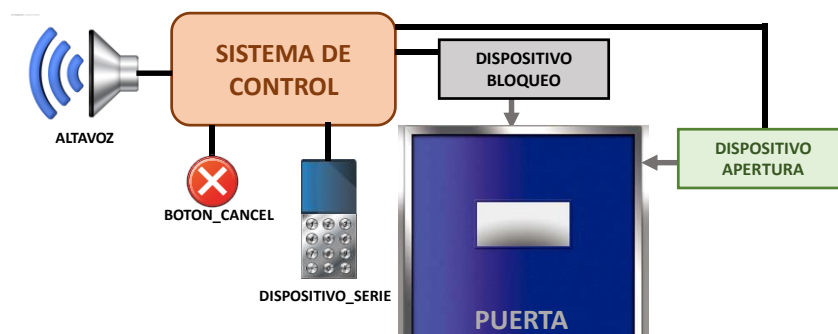 SISTEMA DE
CONTROL
DISPOSITIVO
BLOQUEO
ALTAVOZ
DISPOSITIVO
APERTURA
BOTON_CANCEL
DISPOSITIVO_SERIE
PUERTA